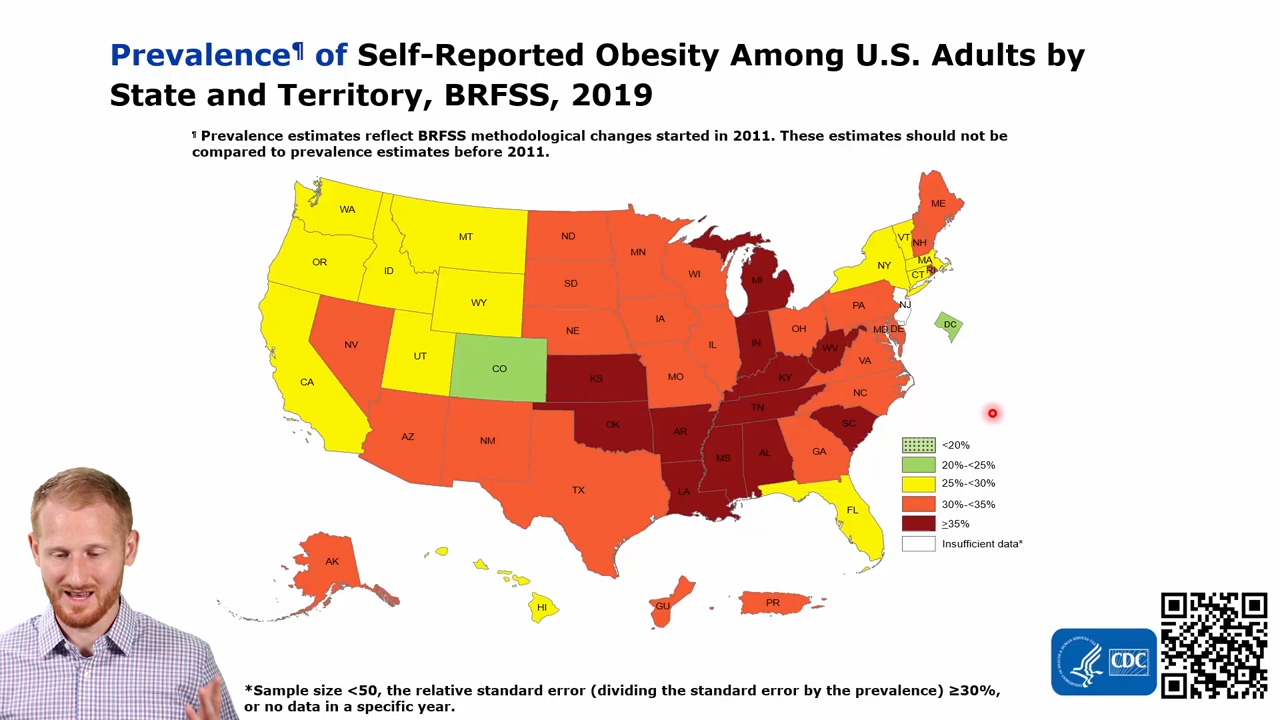 Prevalence¶ of Self-Reported Obesity Among U.S. Adults by
State and Territory, BRFSS, 2019
¶ Prevalence estimates reflect BRFSS methodological changes started in 2011. These estimates should not be
compared to prevalence estimates before 2011.
WA
MT
ND
MN
ME
VT
NH
OR
ID
WY
SD
WI
MI
NY
MA
CT
RI
NV
UT
CO
NE
IA
IL
IN
OH
PA
NJ
MD
DE
DC
CA
KS
MO
KY
WV
VA
AZ
NM
OK
AR
TN
NC
SC
TX
LA
MS
AL
GA
FL
AK
HI
GU
PR
<20%
20%-<25%
25%-<30%
30%-<35%
≥35%
Insufficient data*
CDC
*Sample size <50, the relative standard error (dividing the standard error by the prevalence) ≥30%,
or no data in a specific year.